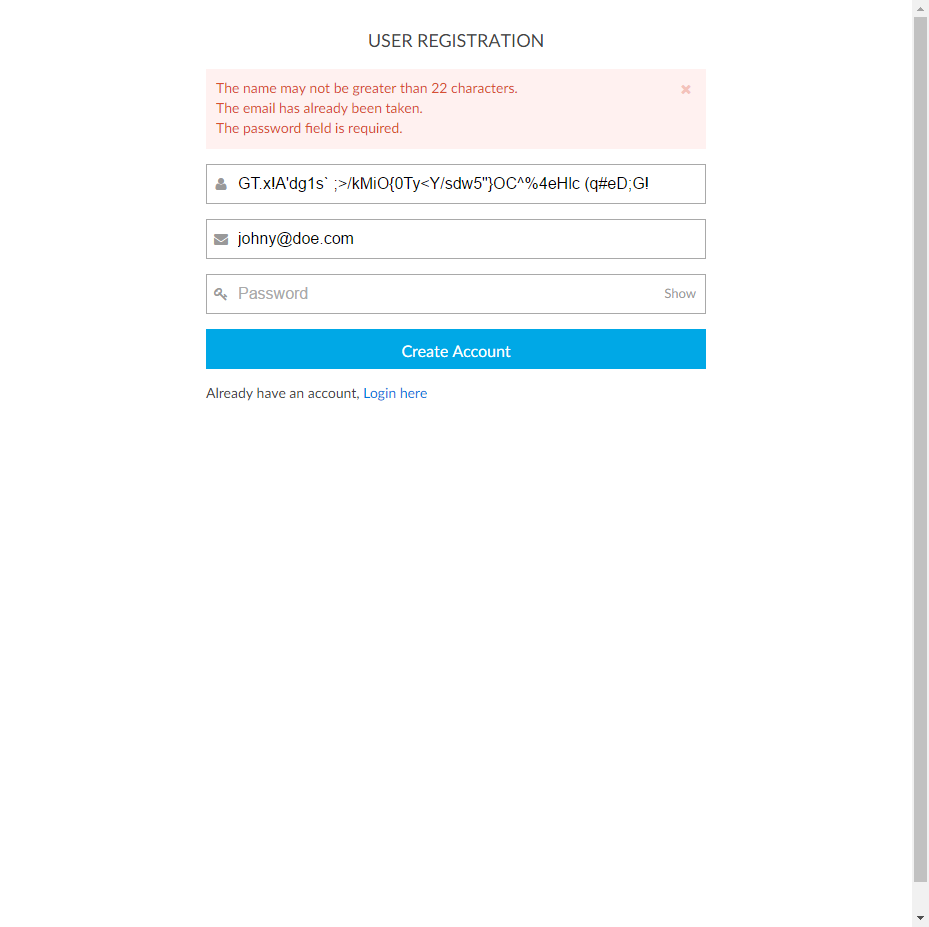 USER REGISTRATION
The name may not be greater than 22 characters.
The email has already been taken.
The password field is required.
GT.x!A'dg1s` ;>/kMiO{0Ty<Y/sdw5"}OC^%4eHIc (q#eD;G!
johny@doe.com
Password
Show
Create Account
Already have an account, Login here